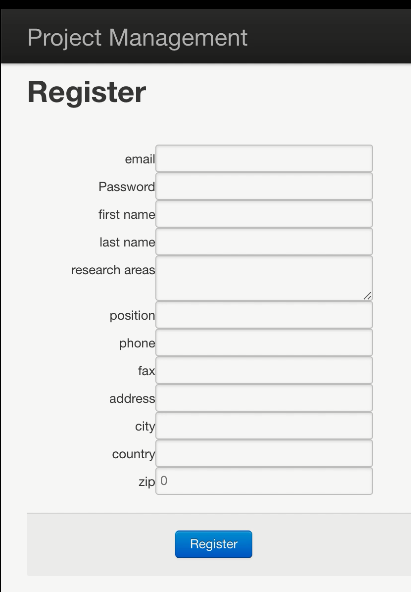 Project Management
Register
email
Password
first name
last name
research areas
position
phone
fax
address
city
country
zip 0
Register